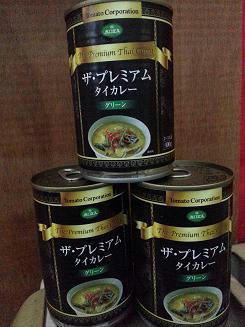 Tomato Corporation
The Premium Thai Curry
ザ・プレミアム
タイカレー
グリーン
Tomato Corporation
The Premium Thai
ザ・プレミアム
タイカレー
グリーン
Tomato Corporation
The Premium Thai
ザ・プレミアム
タイカレー
グリーン